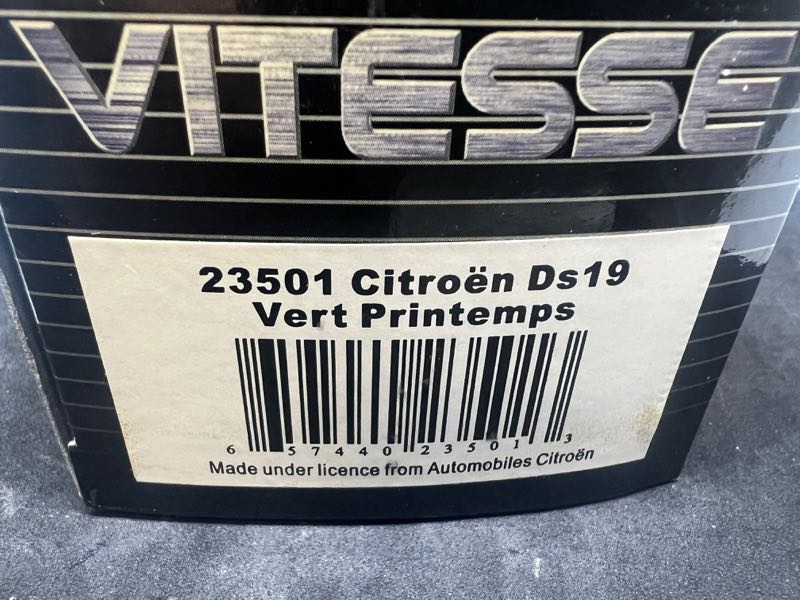 VITESSE
23501 Citroën Ds19
Vert Printemps
6 57440 23501 3
Made under licence from Automobiles Citroën